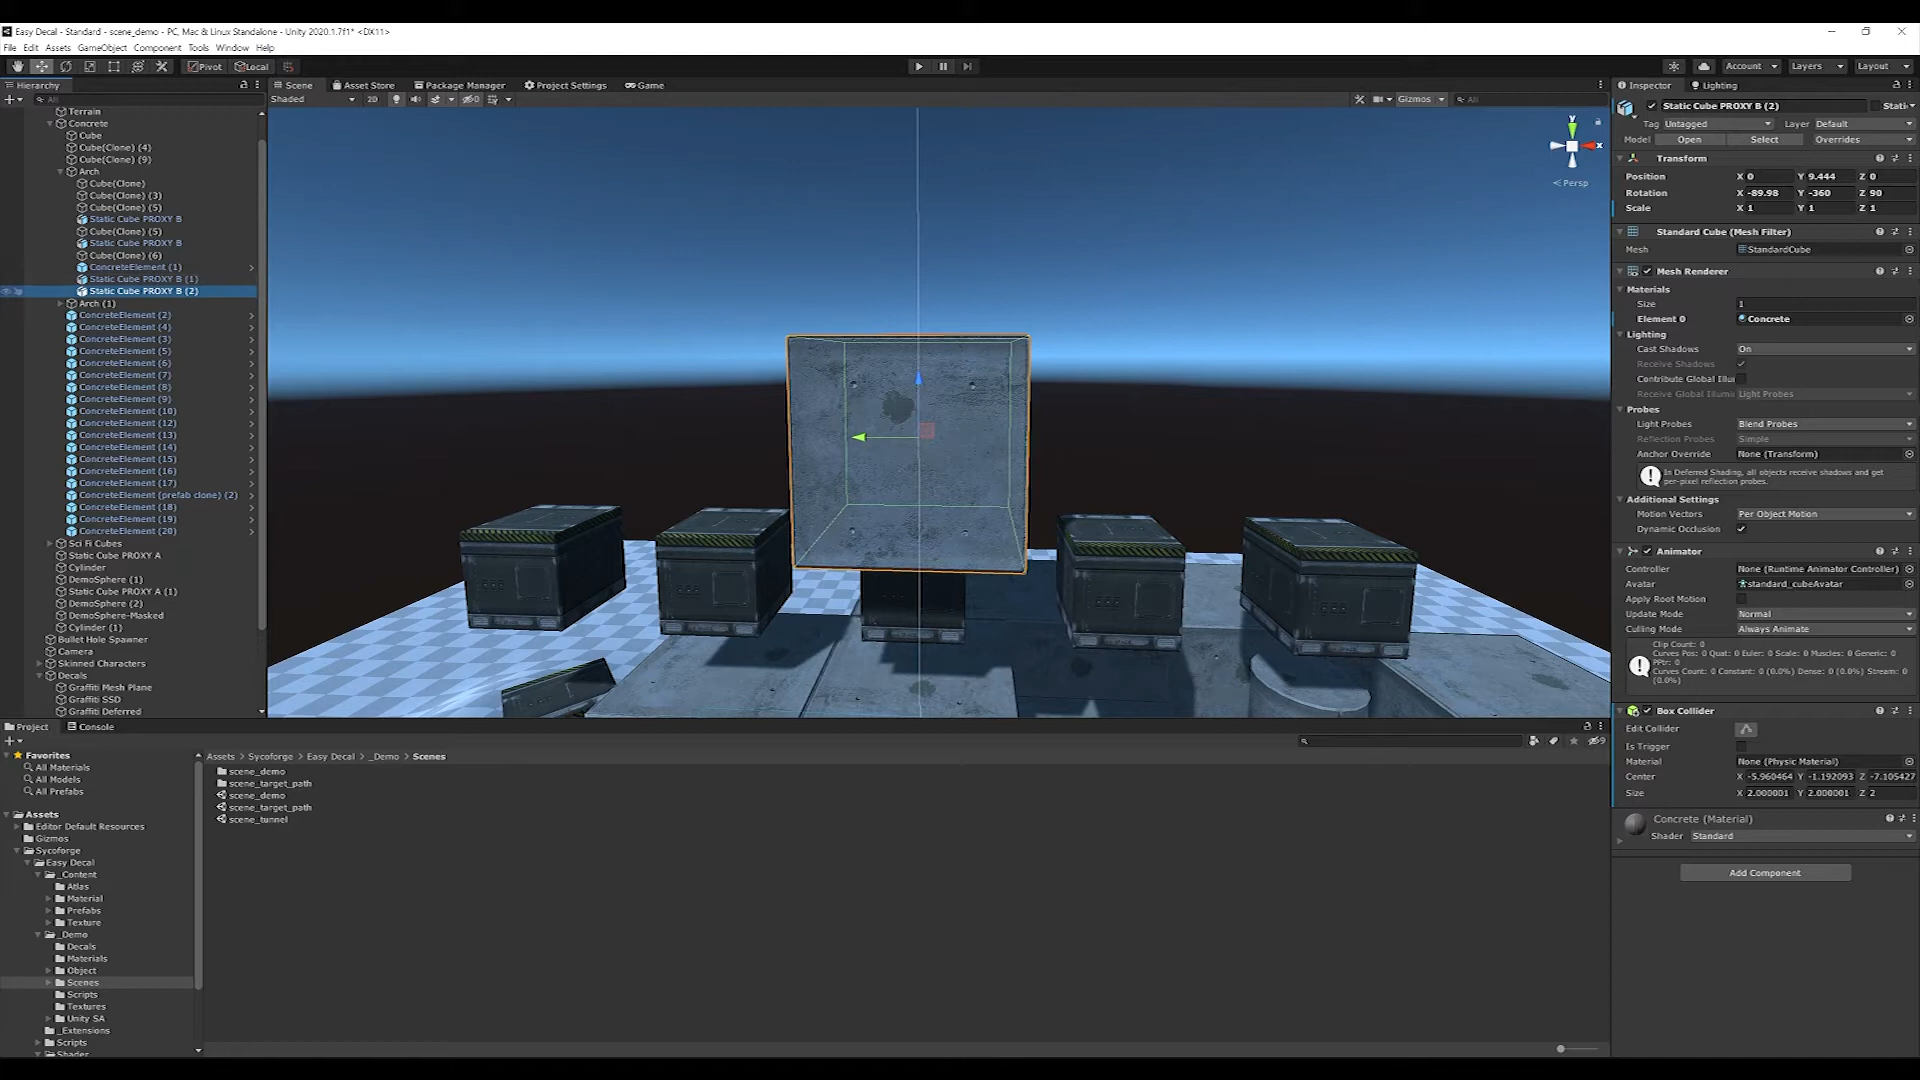 Easy Decal - Standard - scene_demo - PC, Mac & Linux Standalone - Unity 2020.1.7f1* <DX11>
File Edit Assets GameObject Component Tools Window Help
Pivot Local Account Layers Layout
Hierarchy
All
Terrain
Concrete
Cube
Cube(Clone) (4)
Cube(Clone) (9)
Arch
Cube(Clone)
Cube(Clone) (3)
Cube(Clone) (5)
Static Cube PROXY B
Cube(Clone) (5)
Static Cube PROXY B
Cube(Clone) (6)
ConcreteElement (1)
Static Cube PROXY B (1)
Static Cube PROXY B (2)
Arch (1)
ConcreteElement (2)
ConcreteElement (4)
ConcreteElement (3)
ConcreteElement (5)
ConcreteElement (6)
ConcreteElement (7)
ConcreteElement (8)
ConcreteElement (9)
ConcreteElement (10)
ConcreteElement (12)
ConcreteElement (13)
ConcreteElement (14)
ConcreteElement (15)
ConcreteElement (16)
ConcreteElement (17)
ConcreteElement (prefab clone) (2)
ConcreteElement (18)
ConcreteElement (19)
ConcreteElement (20)
Sci Fi Cubes
Static Cube PROXY A
Cylinder
DemoSphere (1)
Static Cube PROXY A (1)
DemoSphere (2)
DemoSphere-Masked
Cylinder (1)
Bullet Hole Spawner
Camera
Skinned Characters
Decals
Graffiti Mesh Plane
Graffiti SSD
Graffiti Deferred
Scene Asset Store Package Manager Project Settings Game
Shaded 2D Gizmos All
y
x
Persp
Inspector Lighting
Static Cube PROXY B (2) Stati
Tag Untagged Layer Default
Model Open Select Overrides
Transform
Position X 0 Y 9.444 Z 0
Rotation X -89.98 Y -360 Z 90
Scale X 1 Y 1 Z 1
Standard Cube (Mesh Filter)
Mesh StandardCube
Mesh Renderer
Materials
Size 1
Element 0 Concrete
Lighting
Cast Shadows On
Receive Shadows
Contribute Global Illu
Receive Global Illumi Light Probes
Probes
Light Probes Blend Probes
Reflection Probes Simple
Anchor Override None (Transform)
In Deferred Shading, all objects receive shadows and get
per-pixel reflection probes.
Additional Settings
Motion Vectors Per Object Motion
Dynamic Occlusion
Animator
Controller None (Runtime Animator Controller)
Avatar standard_cubeAvatar
Apply Root Motion
Update Mode Normal
Culling Mode Always Animate
Clip Count: 0
Curves Pos: 0 Quat: 0 Euler: 0 Scale: 0 Muscles: 0 Generic: 0
PPtr: 0
Curves Count: 0 Constant: 0 (0.0%) Dense: 0 (0.0%) Stream: 0
(0.0%)
Box Collider
Edit Collider
Is Trigger
Material None (Physic Material)
Center X -5.960464 Y -1.192093 Z -7.105427
Size X 2.000001 Y 2.000001 Z 2
Concrete (Material)
Shader Standard
Add Component
Project Console
Favorites
All Materials
All Models
All Prefabs
Assets
Editor Default Resources
Gizmos
Sycoforge
Easy Decal
_Content
Atlas
Material
Prefabs
Texture
_Demo
Decals
Materials
Object
Scenes
Scripts
Textures
Unity SA
_Extensions
Scripts
Shader
Assets > Sycoforge > Easy Decal > _Demo > Scenes
scene_demo
scene_target_path
scene_demo
scene_target_path
scene_tunnel
9